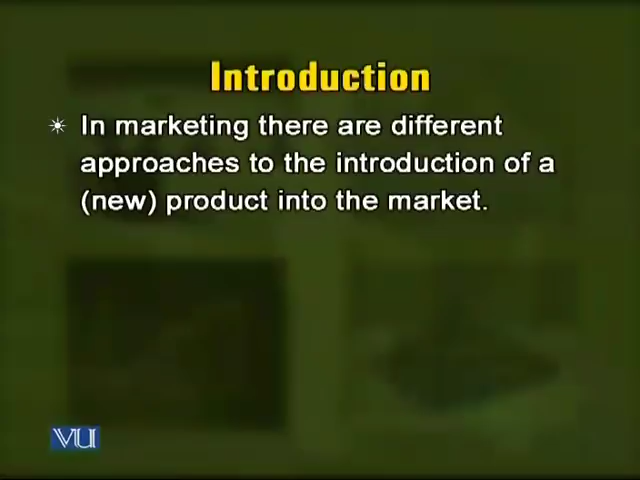 Introduction
In marketing there are different
approaches to the introduction of a
(new) product into the market.
VU